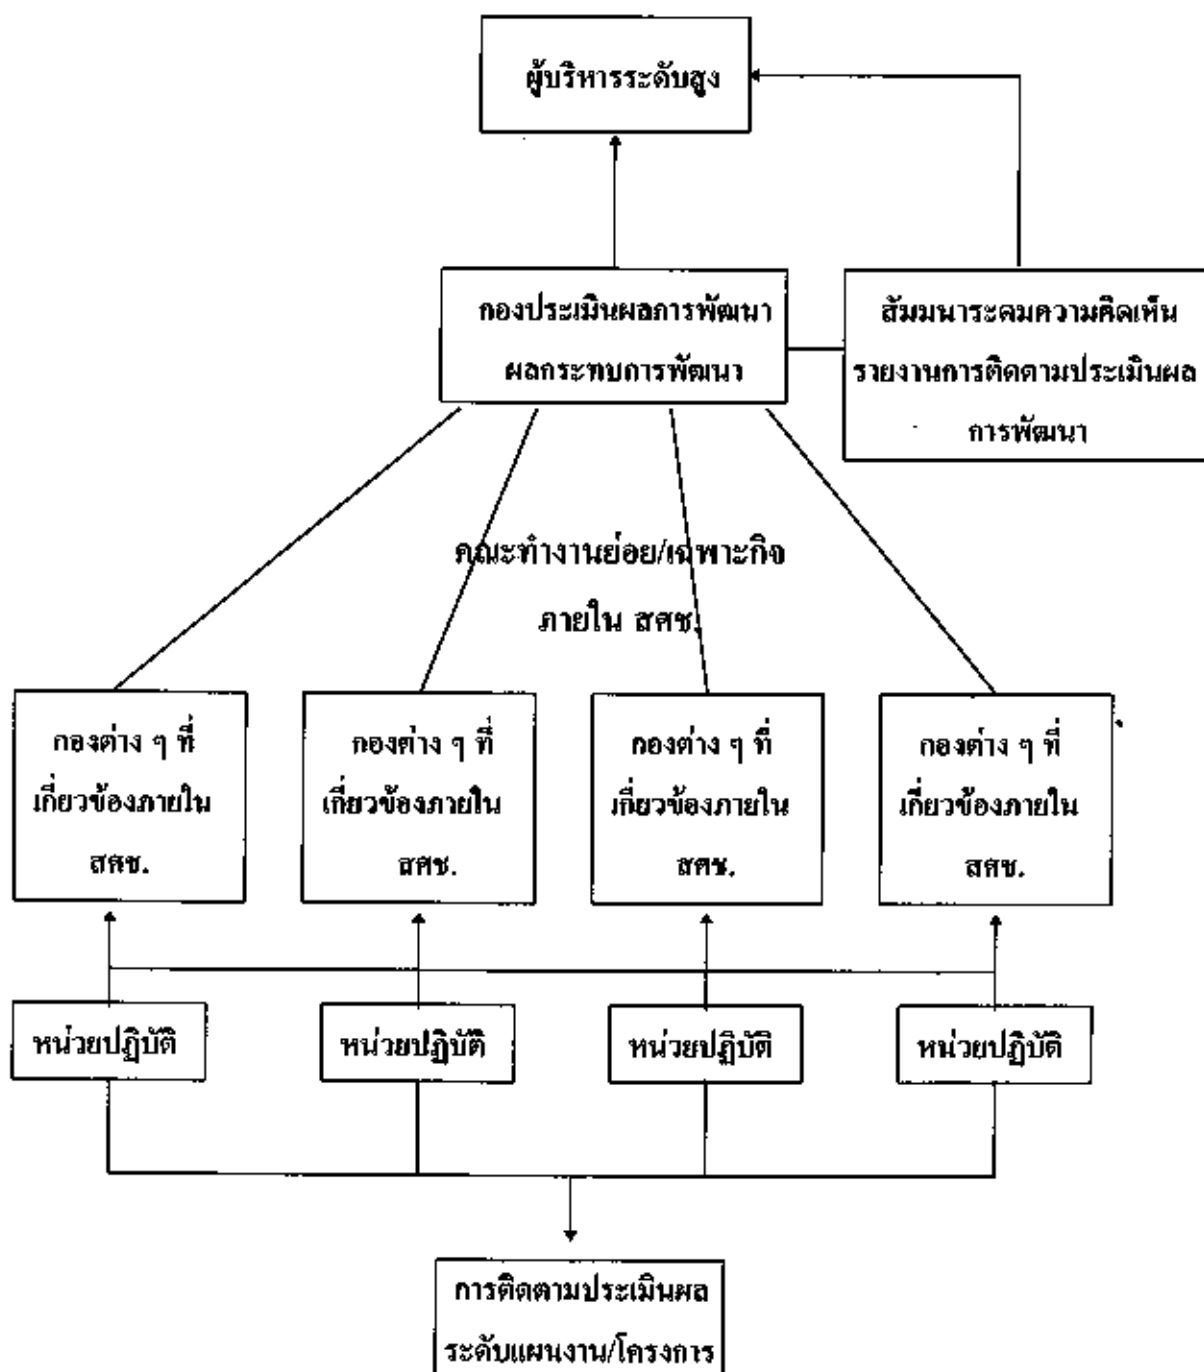 ผู้บริหารระดับสูง
กองประเมินผลการพัฒนา
ผลกระทบการพัฒนา
สัมมนาระดมความคิดเห็น
รายงานการติดตามประเมินผล
การพัฒนา
คณะทำงานย่อย/เฉพาะกิจ
ภายใน สศช.
กองต่าง ๆ ที่
เกี่ยวข้องภายใน
สศช.
กองต่าง ๆ ที่
เกี่ยวข้องภายใน
สศช.
กองต่าง ๆ ที่
เกี่ยวข้องภายใน
สศช.
กองต่าง ๆ ที่
เกี่ยวข้องภายใน
สศช.
หน่วยปฏิบัติ
หน่วยปฏิบัติ
หน่วยปฏิบัติ
หน่วยปฏิบัติ
การติดตามประเมินผล
ระดับแผนงาน/โครงการ